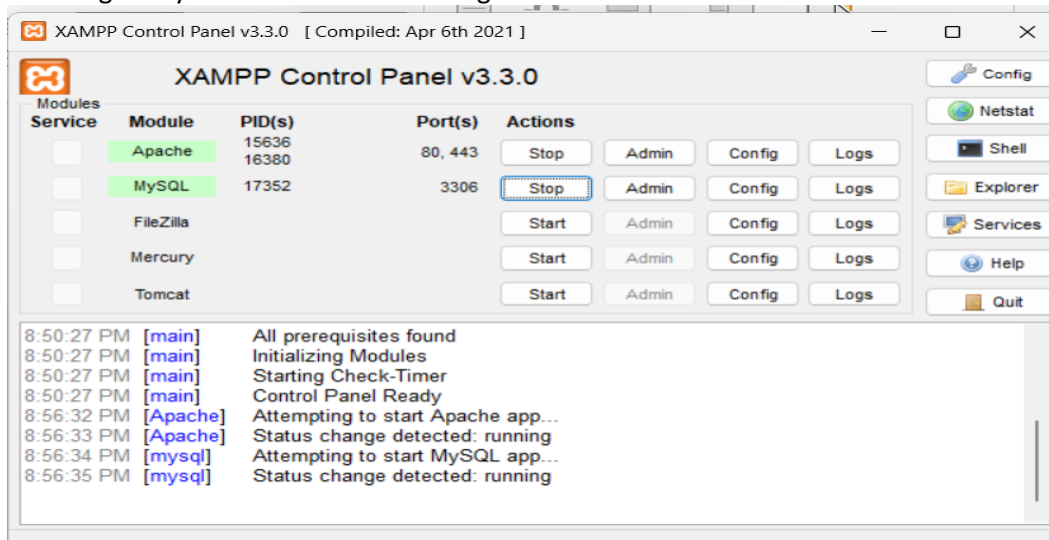 XAMPP Control Panel v3.3.0 [ Compiled: Apr 6th 2021 ]
XAMPP Control Panel v3.3.0
Config
Modules
Service Module PID(s) Port(s) Actions
Netstat
Apache 15636 16380 80, 443 Stop Admin Config Logs
Shell
MySQL 17352 3306 Stop Admin Config Logs
Explorer
FileZilla Start Admin Config Logs
Services
Mercury Start Admin Config Logs
Help
Tomcat Start Admin Config Logs
Quit
8:50:27 PM [main] All prerequisites found
8:50:27 PM [main] Initializing Modules
8:50:27 PM [main] Starting Check-Timer
8:50:27 PM [main] Control Panel Ready
8:56:32 PM [Apache] Attempting to start Apache app...
8:56:33 PM [Apache] Status change detected: running
8:56:34 PM [mysql] Attempting to start MySQL app...
8:56:35 PM [mysql] Status change detected: running